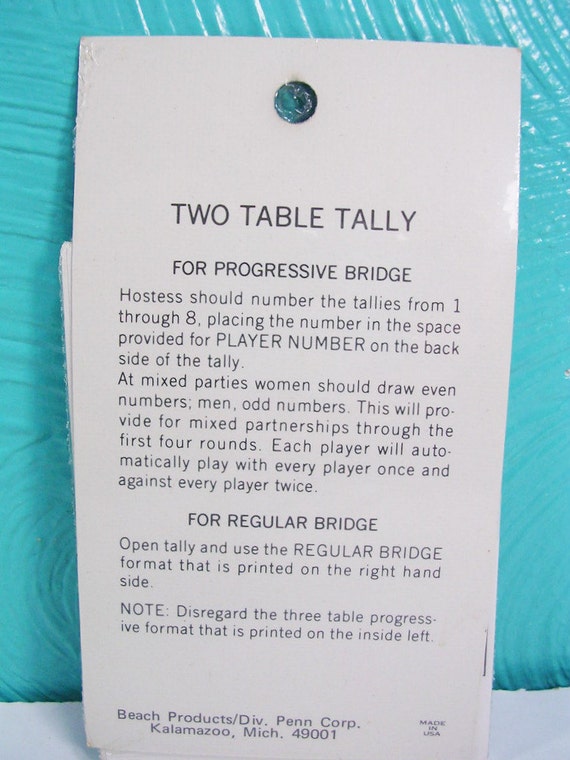 TWO TABLE TALLY
FOR PROGRESSIVE BRIDGE
Hostess should number the tallies from 1
through 8, placing the number in the space
provided for PLAYER NUMBER on the back
side of the tally.
At mixed parties women should draw even
numbers; men, odd numbers. This will pro-
vide for mixed partnerships through the
first four rounds. Each player will auto-
matically play with every player once and
against every player twice.
FOR REGULAR BRIDGE
Open tally and use the REGULAR BRIDGE
format that is printed on the right hand
side.
NOTE: Disregard the three table progress-
ive format that is printed on the inside left.
Beach Products/Div. Penn Corp.
Kalamazoo, Mich. 49001
MADE
IN
USA